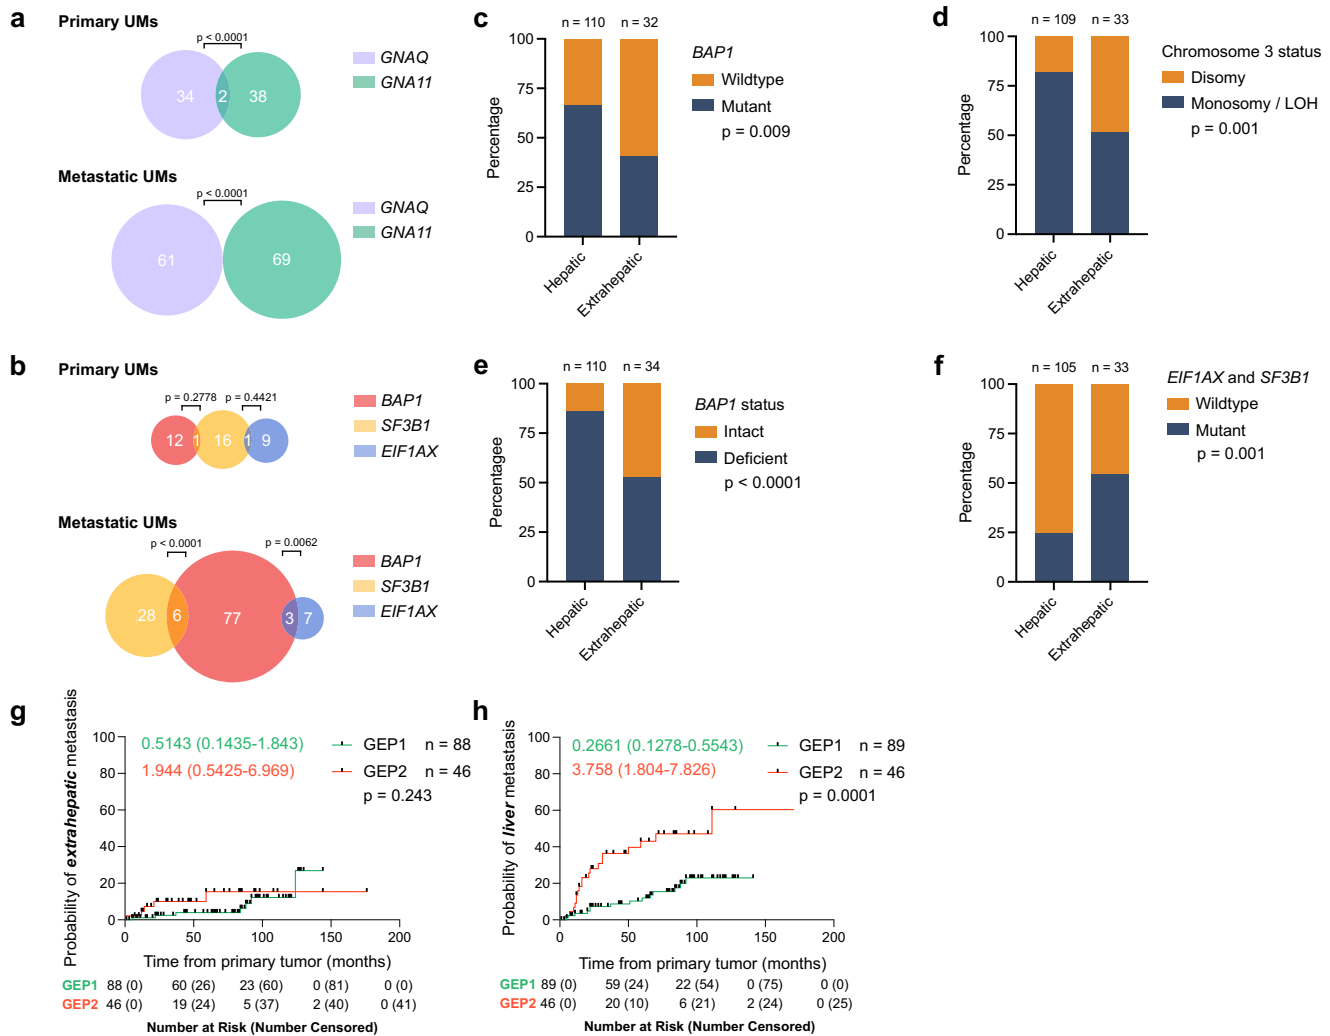 a
Primary UMs
p < 0.0001
34
2
38
GNAQ
GNA11
Metastatic UMs
p < 0.0001
61
69
GNAQ
GNA11
b
Primary UMs
p = 0.2778
p = 0.4421
12
1
16
1
9
BAP1
SF3B1
EIF1AX
Metastatic UMs
p < 0.0001
p = 0.0062
28
6
77
3
7
BAP1
SF3B1
EIF1AX
c
n = 110
n = 32
Percentage
100
75
50
25
0
Hepatic
Extrahepatic
BAP1
Wildtype
Mutant
p = 0.009
d
n = 109
n = 33
Percentage
100
75
50
25
0
Hepatic
Extrahepatic
Chromosome 3 status
Disomy
Monosomy / LOH
p = 0.001
e
n = 110
n = 34
Percentagee
100
75
50
25
0
Hepatic
Extrahepatic
BAP1 status
Intact
Deficient
p < 0.0001
f
n = 105
n = 33
Percentage
100
75
50
25
0
Hepatic
Extrahepatic
EIF1AX and SF3B1
Wildtype
Mutant
p = 0.001
g
Probability of extrahepatic metastasis
100
80
60
40
20
0
0.5143 (0.1435-1.843)
1.944 (0.5425-6.969)
GEP1 n = 88
GEP2 n = 46
p = 0.243
0 50 100 150 200
Time from primary tumor (months)
GEP1 88 (0) 60 (26) 23 (60) 0 (81) 0 (0)
GEP2 46 (0) 19 (24) 5 (37) 2 (40) 0 (41)
Number at Risk (Number Censored)
h
Probability of liver metastasis
100
80
60
40
20
0
0.2661 (0.1278-0.5543)
3.758 (1.804-7.826)
GEP1 n = 89
GEP2 n = 46
p = 0.0001
0 50 100 150 200
Time from primary tumor (months)
GEP1 89 (0) 59 (24) 22 (54) 0 (75) 0 (0)
GEP2 46 (0) 20 (10) 6 (21) 2 (24) 0 (25)
Number at Risk (Number Censored)